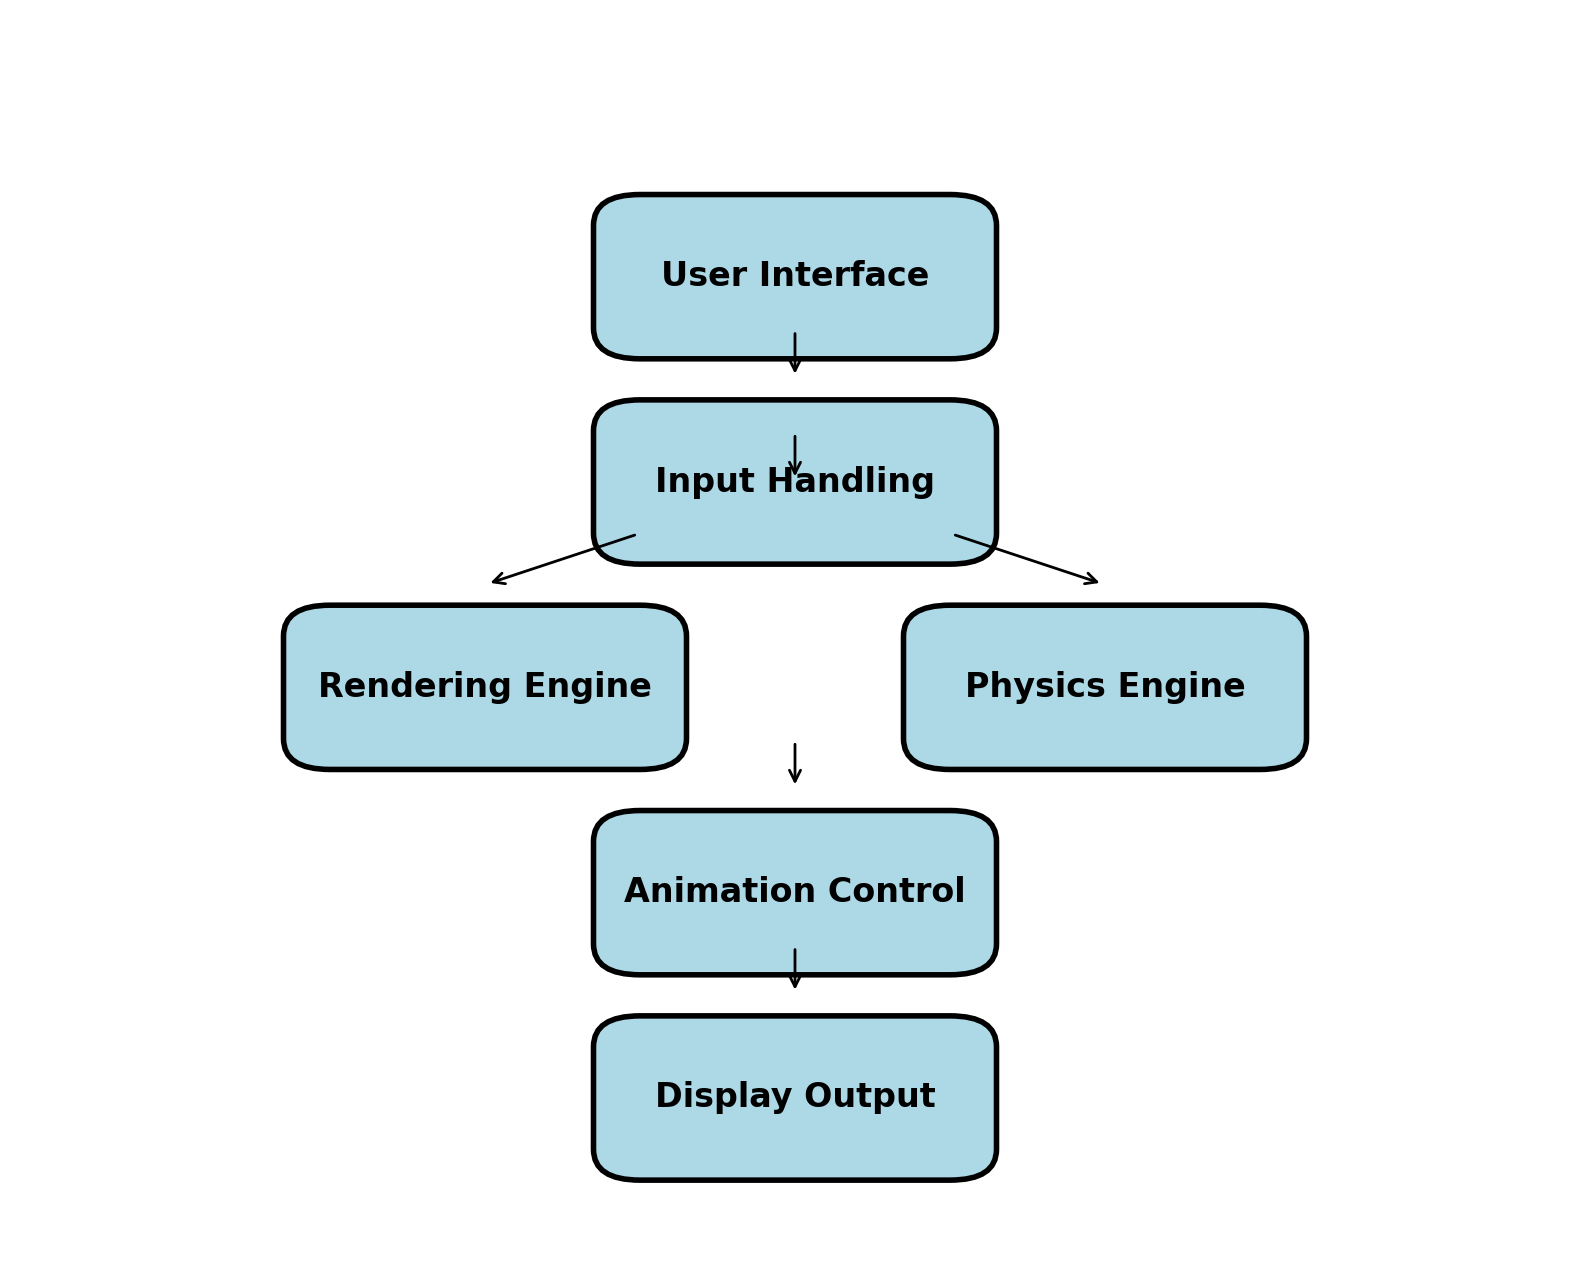 User Interface
Input Handling
Rendering Engine
Physics Engine
Animation Control
Display Output